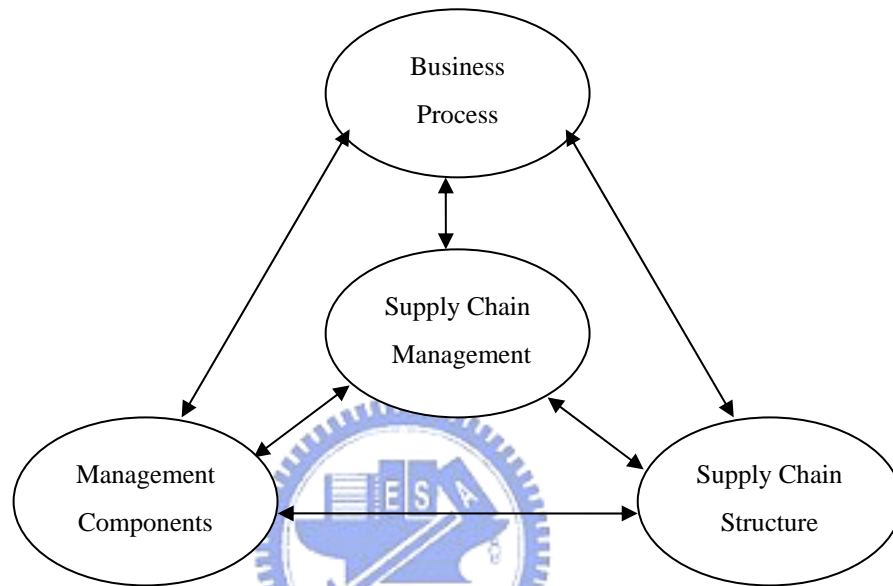 Business
Process
Supply Chain
Management
Management
Components
Supply Chain
Structure
E S A